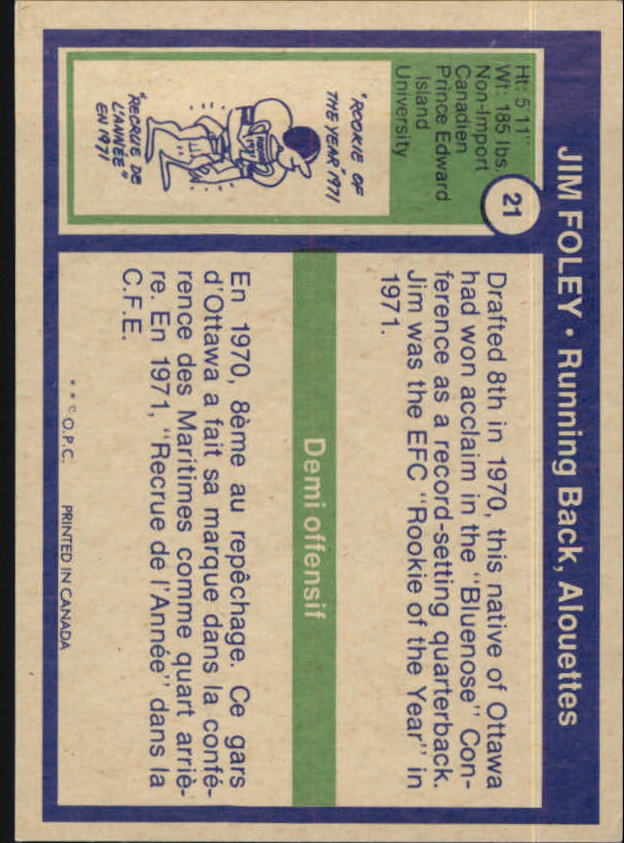 JIM FOLEY • Running Back, Alouettes
21
Ht: 5'11"
Wt: 185 lbs.
Non-Import
Canadian
Prince Edward
Island
University
"ROOKIE OF
THE YEAR" 1971
"RECRUE DE
L'ANNÉE"
EN 1971
Drafted 8th in 1970, this native of Ottawa
had won acclaim in the "Bluenose" Con-
ference as a record-setting quarterback.
Jim was the EFC "Rookie of the Year" in
1971.
Demi offensif
En 1970, 8ème au repêchage. Ce gars
d'Ottawa a fait sa marque dans la confé-
rence des Maritimes comme quart arriè-
re. En 1971, "Recrue de l'Année" dans la
C.F.E.
* * © O.P.C. PRINTED IN CANADA